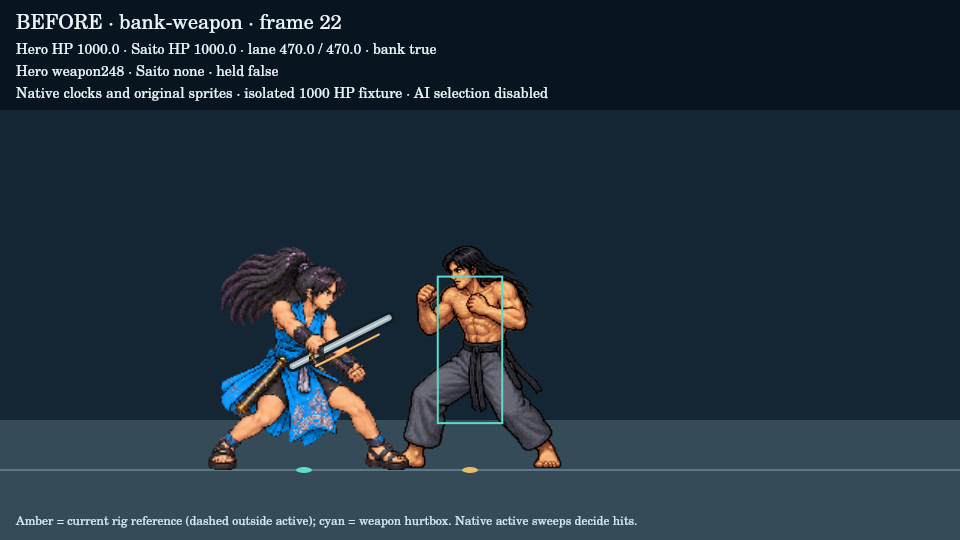 BEFORE · bank-weapon · frame 22
Hero HP 1000.0 · Saito HP 1000.0 · lane 470.0 / 470.0 · bank true
Hero weapon248 · Saito none · held false
Native clocks and original sprites · isolated 1000 HP fixture · AI selection disabled
Amber = current rig reference (dashed outside active); cyan = weapon hurtbox. Native active sweeps decide hits.